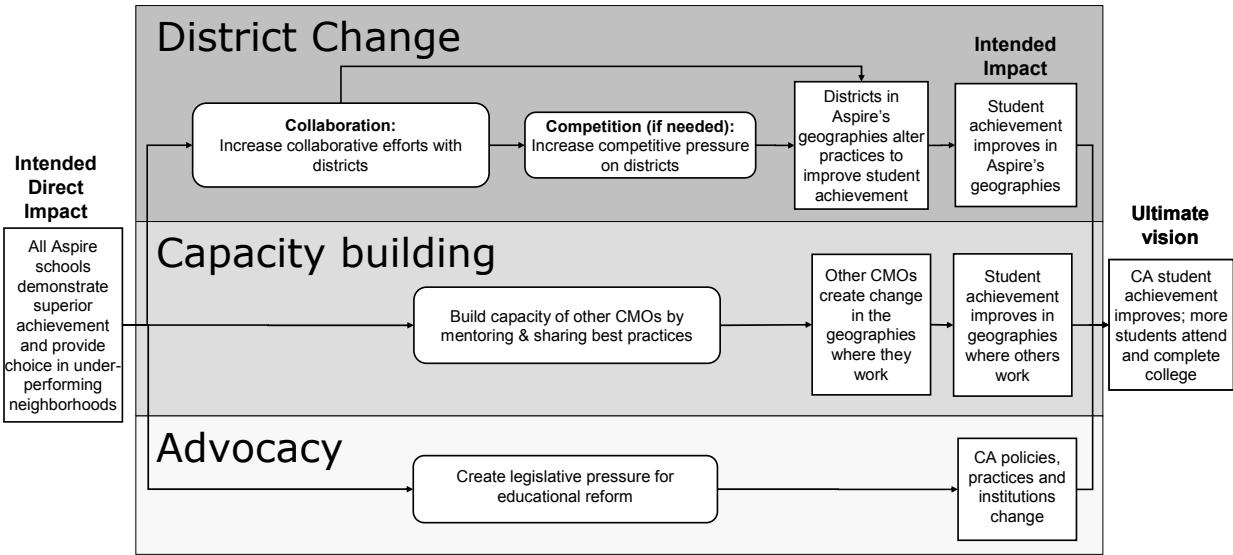 District Change
Intended
Impact
Collaboration:
Increase collaborative efforts with
districts
Competition (if needed):
Increase competitive pressure
on districts
Districts in
Aspire's
geographies alter
practices to
improve student
achievement
Student
achievement
improves in
Aspire's
geographies
Intended
Direct
Impact
All Aspire
schools
demonstrate
superior
achievement
and provide
choice in under-
performing
neighborhoods
Capacity building
Build capacity of other CMOs by
mentoring & sharing best practices
Other CMOs
create change
in the
geographies
where they
work
Student
achievement
improves in
geographies
where others
work
Ultimate
vision
CA student
achievement
improves; more
students attend
and complete
college
Advocacy
Create legislative pressure for
educational reform
CA policies,
practices and
institutions
change